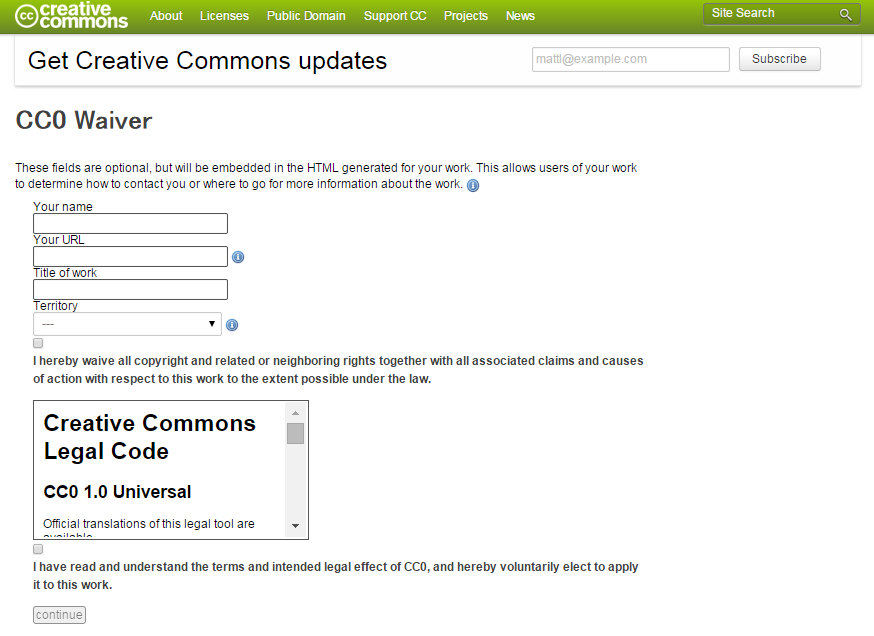 cc creative commons
About Licenses Public Domain Support CC Projects News
Site Search
Get Creative Commons updates
mattl@example.com
Subscribe
CC0 Waiver
These fields are optional, but will be embedded in the HTML generated for your work. This allows users of your work
to determine how to contact you or where to go for more information about the work.
Your name
Your URL
Title of work
Territory
---
I hereby waive all copyright and related or neighboring rights together with all associated claims and causes
of action with respect to this work to the extent possible under the law.
Creative Commons
Legal Code
CC0 1.0 Universal
Official translations of this legal tool are
available
I have read and understand the terms and intended legal effect of CC0, and hereby voluntarily elect to apply
it to this work.
continue